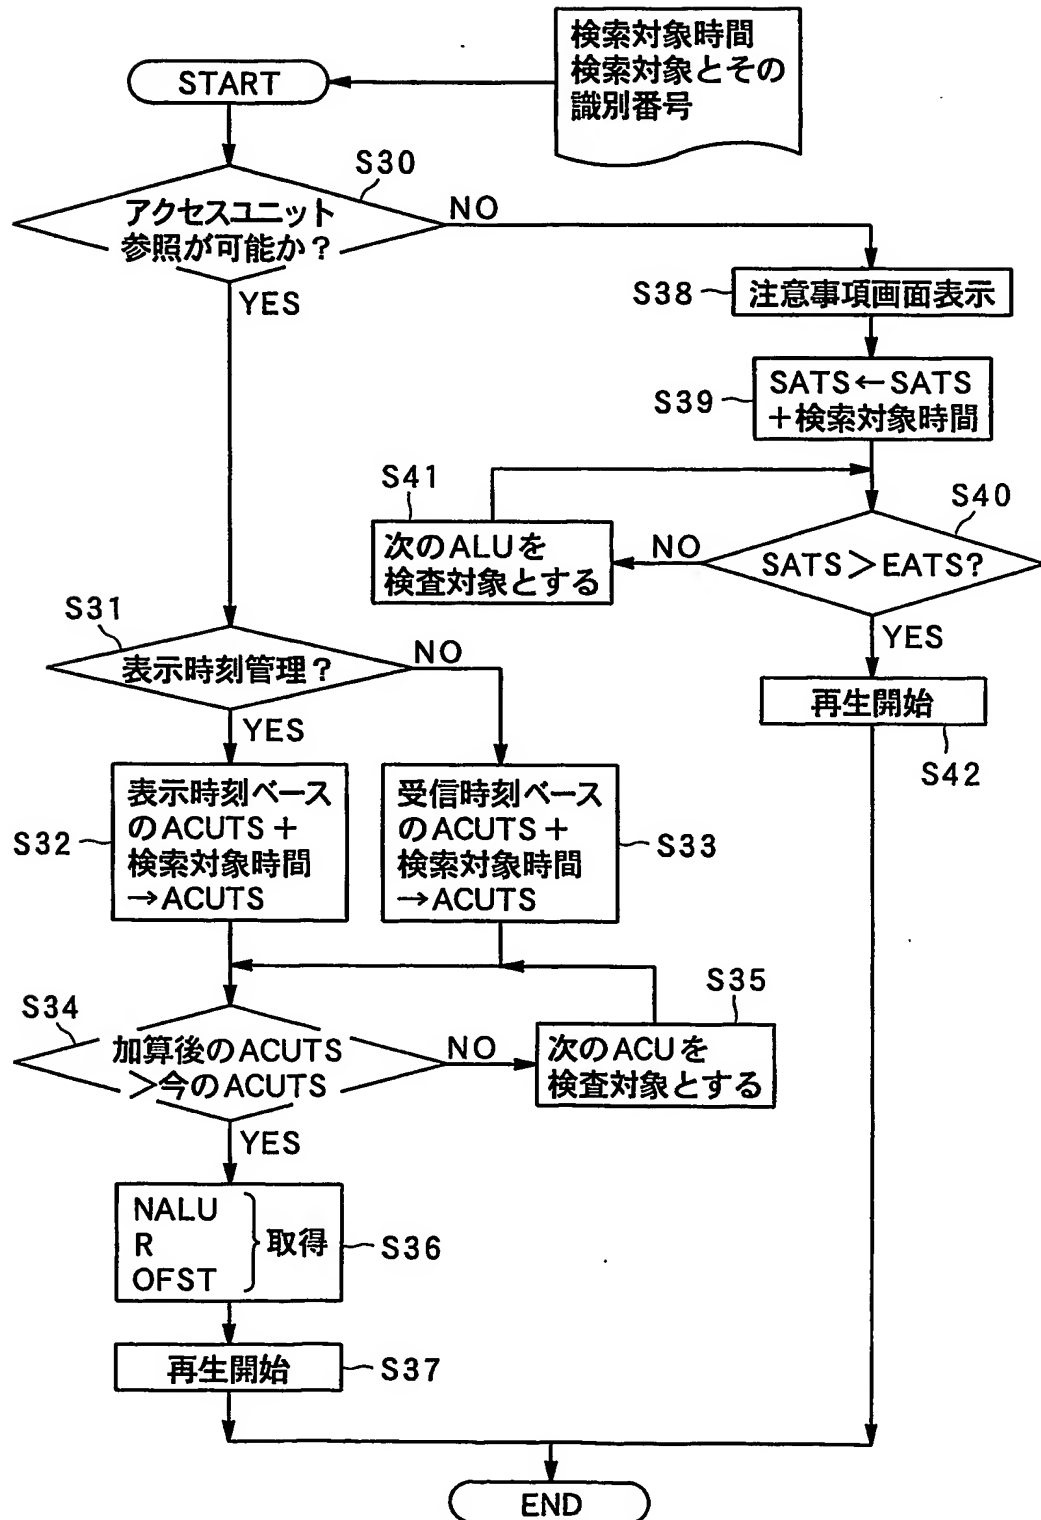 検索対象時間
検索対象とその
識別番号
START
S30
アクセスユニット
参照が可能か?
NO
YES
S38
注意事項画面表示
S39
SATS←SATS
+検索対象時間
S41
次のALUを
検査対象とする
S40
NO
SATS>EATS?
YES
再生開始
S42
S31
表示時刻管理?
NO
YES
S32
表示時刻ベース
のACUTS+
検索対象時間
→ACUTS
受信時刻ベース
のACUTS+
検索対象時間
→ACUTS
S33
S34
加算後のACUTS
>今のACUTS
NO
S35
次のACUを
検査対象とする
YES
NALU
R
OFST
取得
S36
再生開始
S37
END